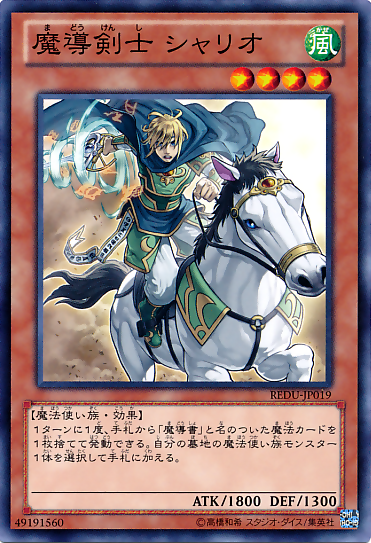 魔導剣士 シャリオ
風
REDU-JP019
【魔法使い族・効果】
1ターンに1度、手札から「魔導書」と名のついた魔法カードを
1枚捨てて発動できる。自分の墓地の魔法使い族モンスター
1体を選択して手札に加える。
ATK/1800 DEF/1300
49191560
©高橋和希 スタジオ・ダイス/集英社